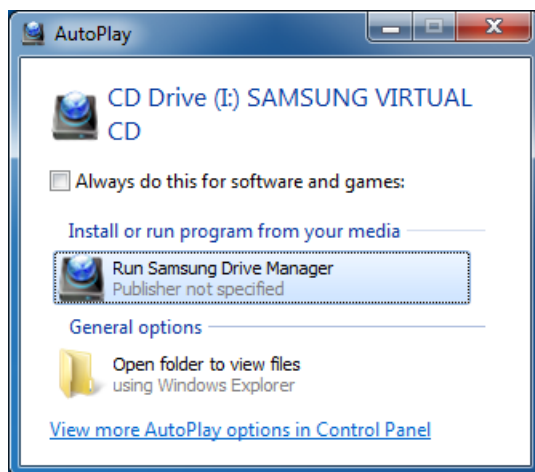 AutoPlay
CD Drive (I:) SAMSUNG VIRTUAL
CD
Always do this for software and games:
Install or run program from your media
Run Samsung Drive Manager
Publisher not specified
General options
Open folder to view files
using Windows Explorer
View more AutoPlay options in Control Panel